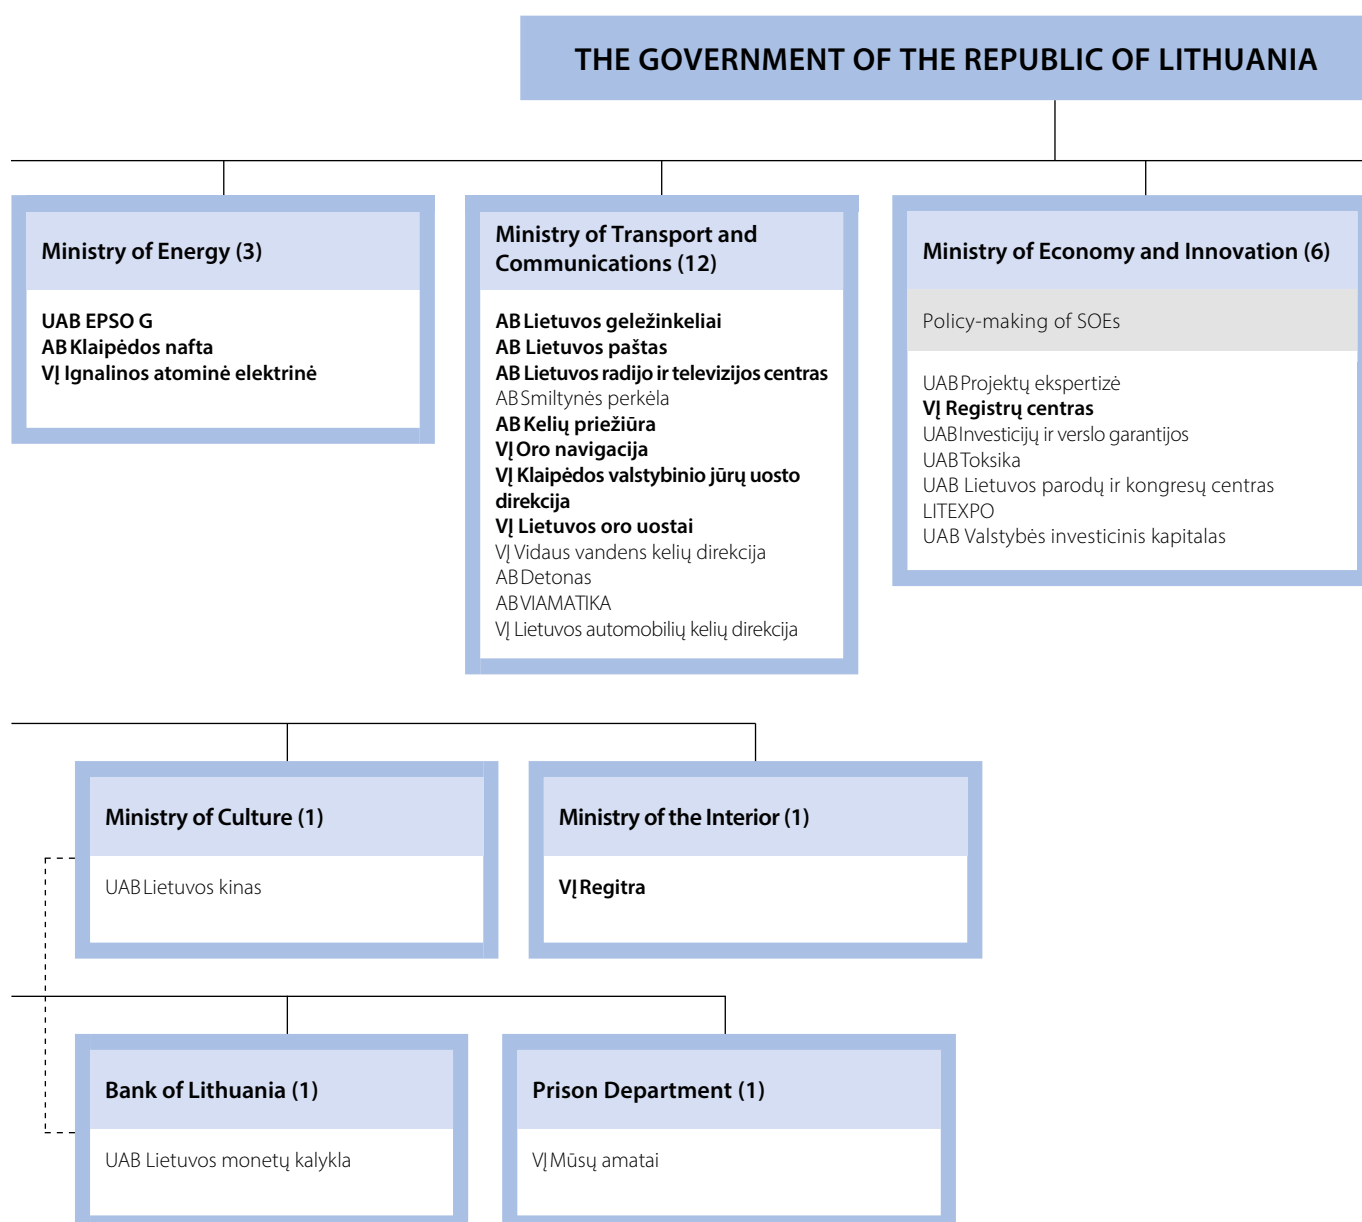 THE GOVERNMENT OF THE REPUBLIC OF LITHUANIA
Ministry of Energy (3)
UAB EPSO G
AB Klaipėdos nafta
VĮ Ignalinos atominė elektrinė
Ministry of Transport and
Communications (12)
AB Lietuvos geležinkeliai
AB Lietuvos paštas
AB Lietuvos radijo ir televizijos centras
AB Smiltynės perkėla
AB Kelių priežiūra
VĮ Oro navigacija
VĮ Klaipėdos valstybinio jūrų uosto
direkcija
VĮ Lietuvos oro uostai
VĮ Vidaus vandens kelių direkcija
AB Detonas
AB VIAMATIKA
VĮ Lietuvos automobilių kelių direkcija
Ministry of Economy and Innovation (6)
Policy-making of SOEs
UAB Projektų ekspertizė
VĮ Registrų centras
UAB Investicijų ir verslo garantijos
UAB Toksika
UAB Lietuvos parodų ir kongresų centras
LITEXPO
UAB Valstybės investicinis kapitalas
Ministry of Culture (1)
UAB Lietuvos kinas
Ministry of the Interior (1)
VĮ Regitra
Bank of Lithuania (1)
UAB Lietuvos monetų kalykla
Prison Department (1)
VĮ Mūsų amatai